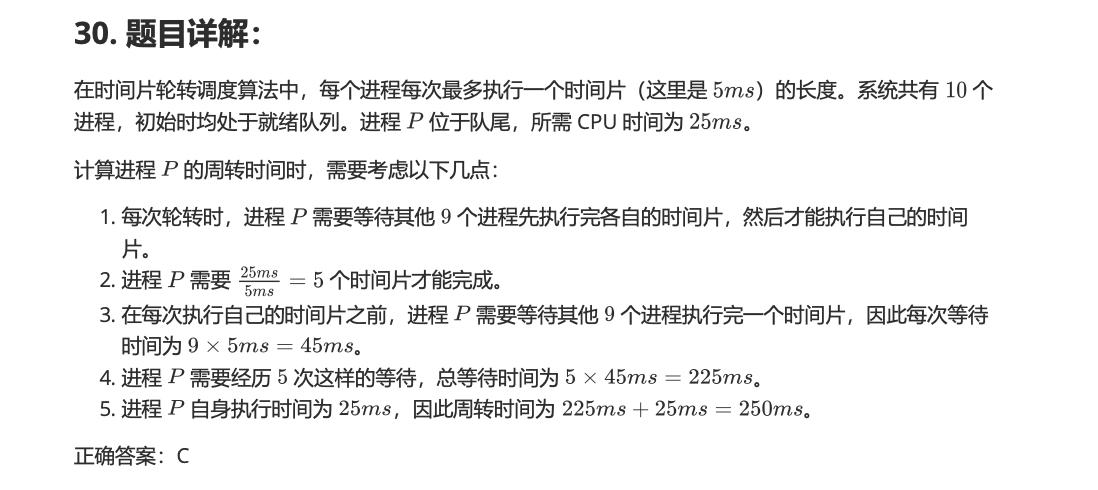 30. 题目详解：
在时间片轮转调度算法中，每个进程每次最多执行一个时间片（这里是 5ms）的长度。系统共有 10 个
进程，初始时均处于就绪队列。进程 P 位于队尾，所需 CPU 时间为 25ms。
计算进程 P 的周转时间时，需要考虑以下几点：
1. 每次轮转时，进程 P 需要等待其他 9 个进程先执行完各自的时间片，然后才能执行自己的时间
片。
2. 进程 P 需要 25ms/5ms = 5 个时间片才能完成。
3. 在每次执行自己的时间片之前，进程 P 需要等待其他 9 个进程执行完一个时间片，因此每次等待
时间为 9 × 5ms = 45ms。
4. 进程 P 需要经历 5 次这样的等待，总等待时间为 5 × 45ms = 225ms。
5. 进程 P 自身执行时间为 25ms，因此周转时间为 225ms + 25ms = 250ms。
正确答案：C